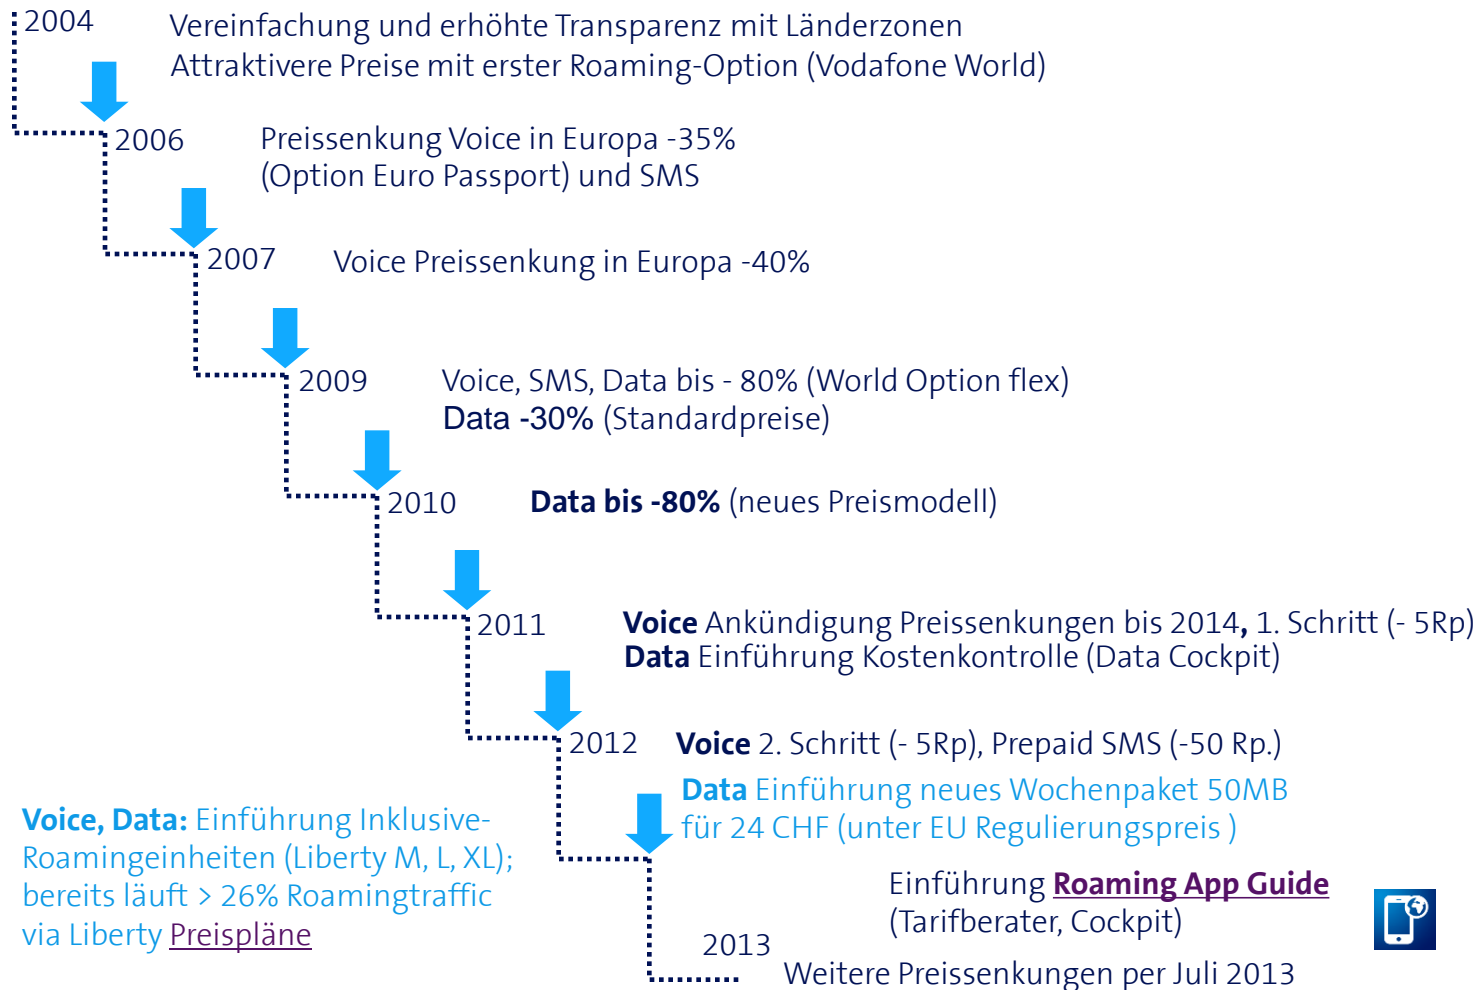 2004 Vereinfachung und erhöhte Transparenz mit Länderzonen
Attraktivere Preise mit erster Roaming-Option (Vodafone World)
2006 Preissenkung Voice in Europa -35%
(Option Euro Passport) und SMS
2007 Voice Preissenkung in Europa -40%
2009 Voice, SMS, Data bis - 80% (World Option flex)
Data -30% (Standardpreise)
2010 Data bis -80% (neues Preismodell)
2011 Voice Ankündigung Preissenkungen bis 2014, 1. Schritt (- 5Rp)
Data Einführung Kostenkontrolle (Data Cockpit)
2012 Voice 2. Schritt (- 5Rp), Prepaid SMS (-50 Rp.)
Data Einführung neues Wochenpaket 50MB
für 24 CHF (unter EU Regulierungspreis )
Voice, Data: Einführung Inklusive-
Roamingeinheiten (Liberty M, L, XL);
bereits läuft > 26% Roamingtraffic
via Liberty Preispläne
Einführung Roaming App Guide
(Tarifberater, Cockpit)
2013
Weitere Preissenkungen per Juli 2013